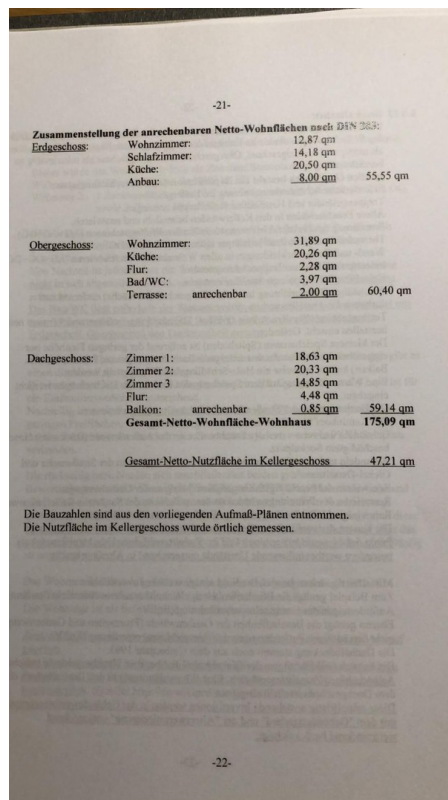 -21-
Zusammenstellung der anrechenbaren Netto-Wohnflächen nach DIN 283:
Erdgeschoss: Wohnzimmer: 12,87 qm
Schlafzimmer: 14,18 qm
Küche: 20,50 qm
Anbau: 8,00 qm 55,55 qm
Obergeschoss: Wohnzimmer: 31,89 qm
Küche: 20,26 qm
Flur: 2,28 qm
Bad/WC: 3,97 qm
Terrasse: anrechenbar 2,00 qm 60,40 qm
Dachgeschoss: Zimmer 1: 18,63 qm
Zimmer 2: 20,33 qm
Zimmer 3 14,85 qm
Flur: 4,48 qm
Balkon: anrechenbar 0,85 qm 59,14 qm
Gesamt-Netto-Wohnfläche-Wohnhaus 175,09 qm
Gesamt-Netto-Nutzfläche im Kellergeschoss 47,21 qm
Die Bauzahlen sind aus den vorliegenden Aufmaß-Plänen entnommen.
Die Nutzfläche im Kellergeschoss wurde örtlich gemessen.
-22-